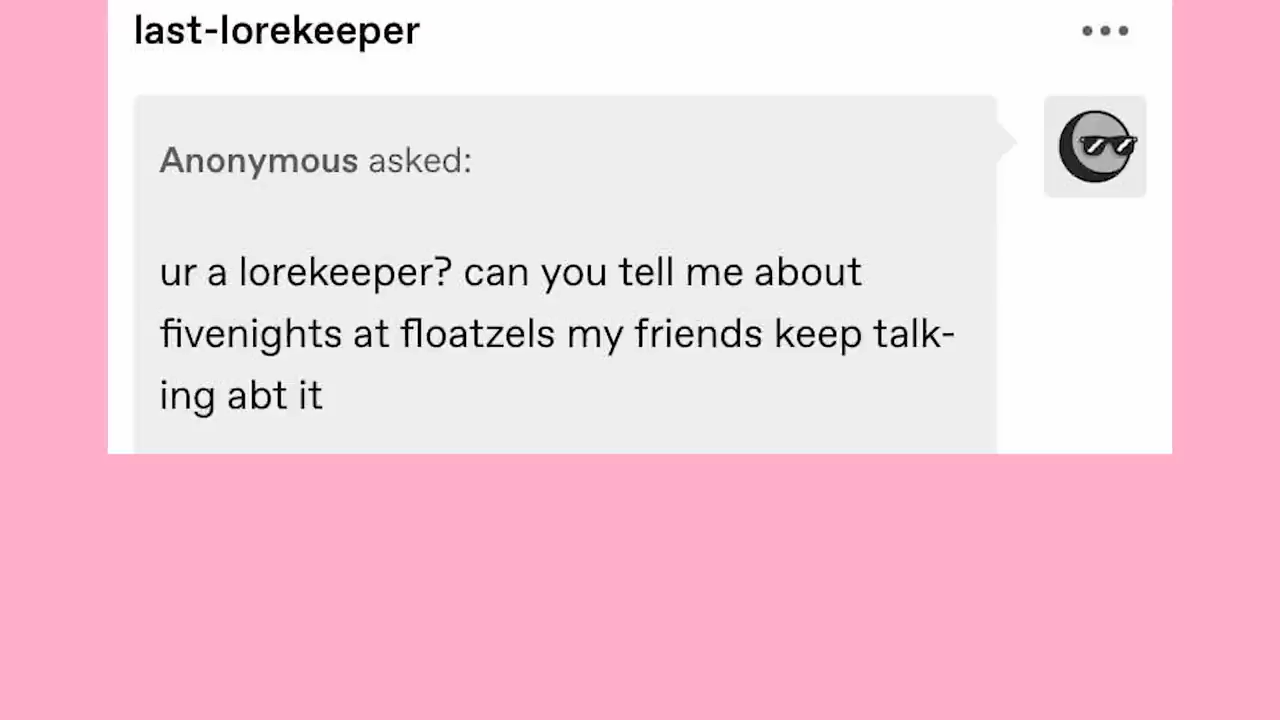 last-lorekeeper
Anonymous asked:
ur a lorekeeper? can you tell me about
fivenights at floatzels my friends keep talk-
ing abt it